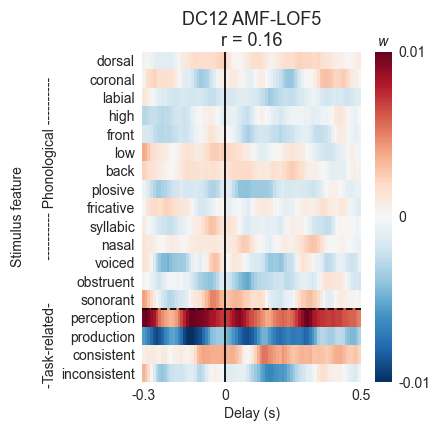 DC12 AMF-LOF5
r = 0.16
w
0.01
0
-0.01
Stimulus feature
---------- Phonological ----------
-Task-related-
dorsal
coronal
labial
high
front
low
back
plosive
fricative
syllabic
nasal
voiced
obstruent
sonorant
perception
production
consistent
inconsistent
-0.3
0
0.5
Delay (s)